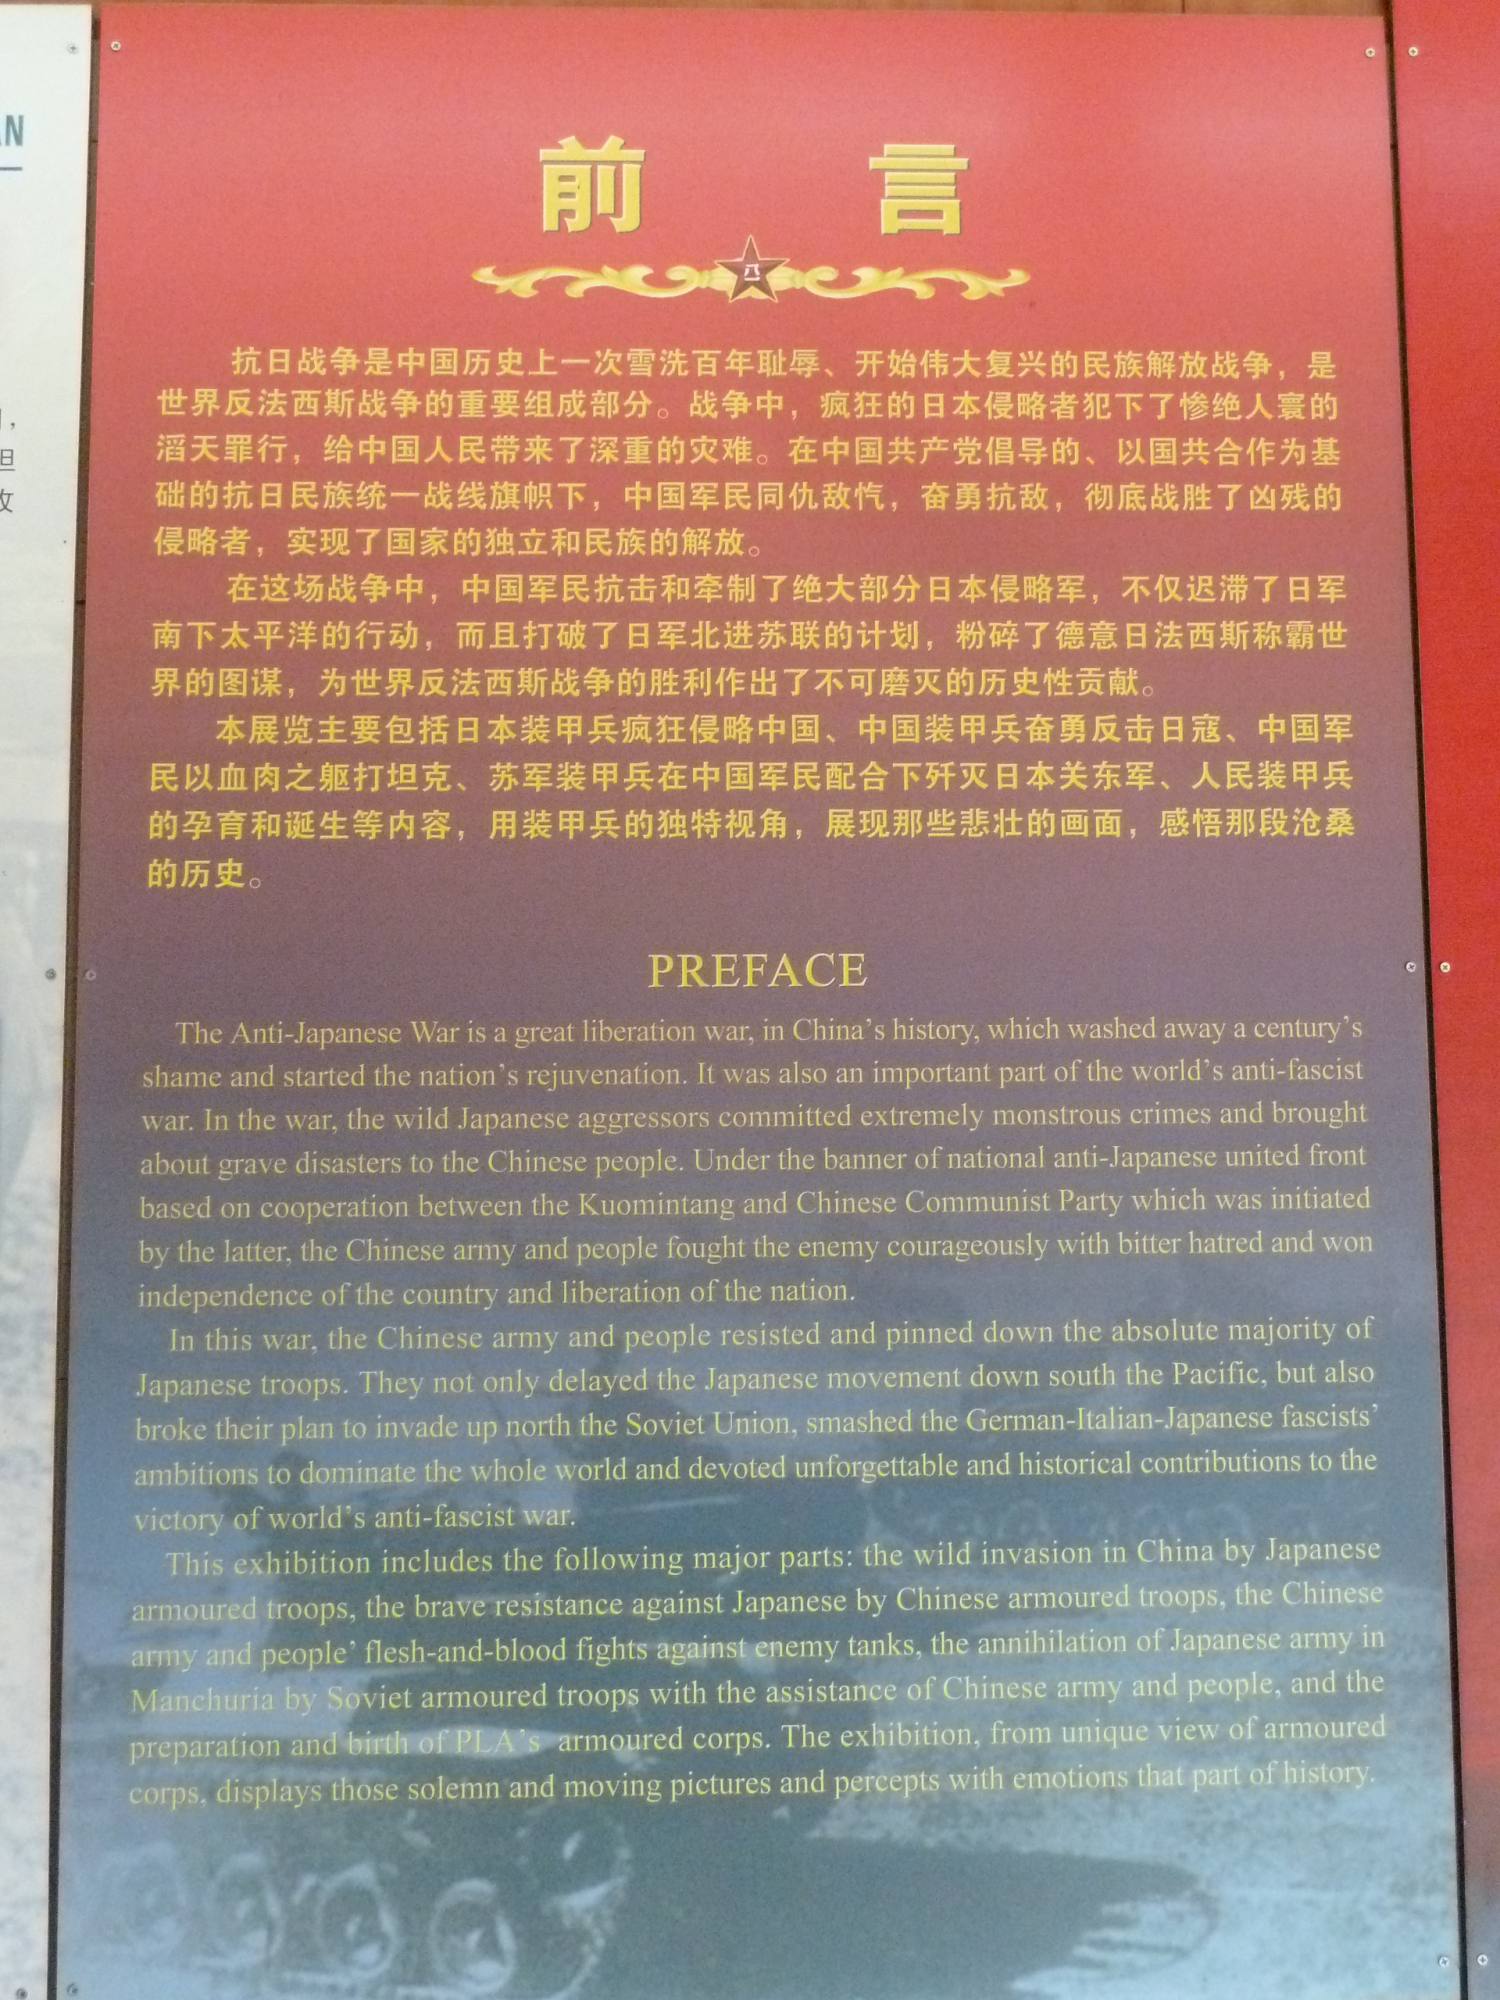 AN
前言
八一
抗日战争是中国历史上一次雪洗百年耻辱、开始伟大复兴的民族解放战争，是
世界反法西斯战争的重要组成部分。战争中，疯狂的日本侵略者犯下了惨绝人寰的
滔天罪行，给中国人民带来了深重的灾难。在中国共产党倡导的、以国共合作为基
础的抗日民族统一战线旗帜下，中国军民同仇敌忾，奋勇抗敌，彻底战胜了凶残的
侵略者，实现了国家的独立和民族的解放。
在这场战争中，中国军民抗击和牵制了绝大部分日本侵略军，不仅迟滞了日军
南下太平洋的行动，而且打破了日军北进苏联的计划，粉碎了德意日法西斯称霸世
界的图谋，为世界反法西斯战争的胜利作出了不可磨灭的历史性贡献。
本展览主要包括日本装甲兵疯狂侵略中国、中国装甲兵奋勇反击日寇、中国军
民以血肉之躯打坦克、苏军装甲兵在中国军民配合下歼灭日本关东军、人民装甲兵
的孕育和诞生等内容，用装甲兵的独特视角，展现那些悲壮的画面，感悟那段沧桑
的历史。
PREFACE
The Anti-Japanese War is a great liberation war, in China's history, which washed away a century's
shame and started the nation's rejuvenation. It was also an important part of the world's anti-fascist
war. In the war, the wild Japanese aggressors committed extremely monstrous crimes and brought
about grave disasters to the Chinese people. Under the banner of national anti-Japanese united front
based on cooperation between the Kuomintang and Chinese Communist Party which was initiated
by the latter, the Chinese army and people fought the enemy courageously with bitter hatred and won
independence of the country and liberation of the nation.
In this war, the Chinese army and people resisted and pinned down the absolute majority of
Japanese troops. They not only delayed the Japanese movement down south the Pacific, but also
broke their plan to invade up north the Soviet Union, smashed the German-Italian-Japanese fascists'
ambitions to dominate the whole world and devoted unforgettable and historical contributions to the
victory of world's anti-fascist war.
This exhibition includes the following major parts: the wild invasion in China by Japanese
armoured troops, the brave resistance against Japanese by Chinese armoured troops, the Chinese
army and people' flesh-and-blood fights against enemy tanks, the annihilation of Japanese army in
Manchuria by Soviet armoured troops with the assistance of Chinese army and people, and the
preparation and birth of PLA's armoured corps. The exhibition, from unique view of armoured
corps, displays those solemn and moving pictures and percepts with emotions that part of history.